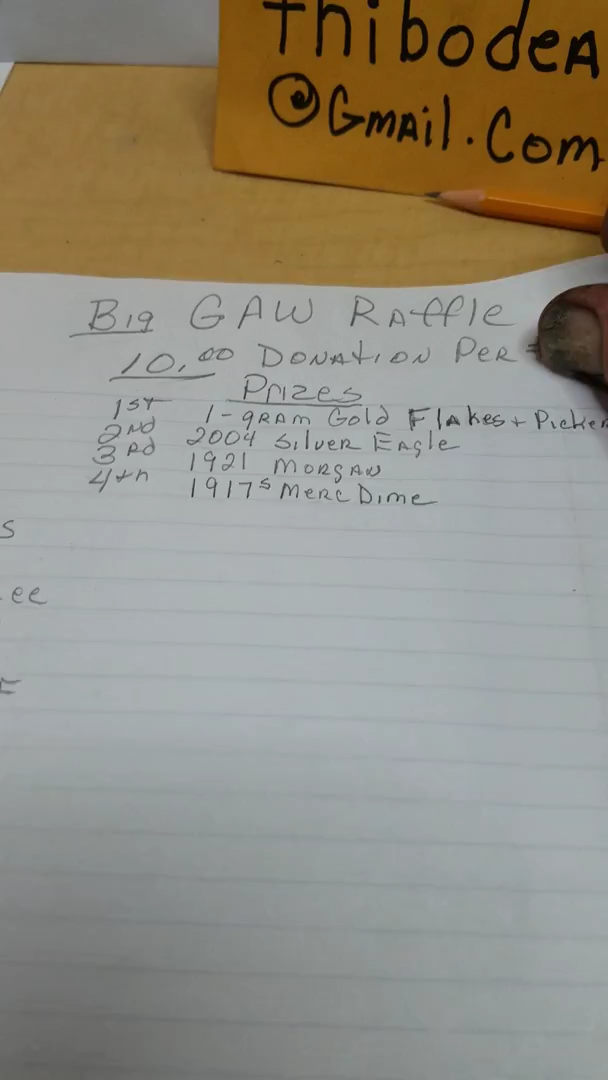 thibodea
@Gmail.com
Big GAW Raffle
10.00 Donation Per
Prizes
1st 1-gram Gold Flakes + Picker
2nd 2004 Silver Eagle
3rd 1921 Morgan
4th 1917s Merc Dime
s
ee